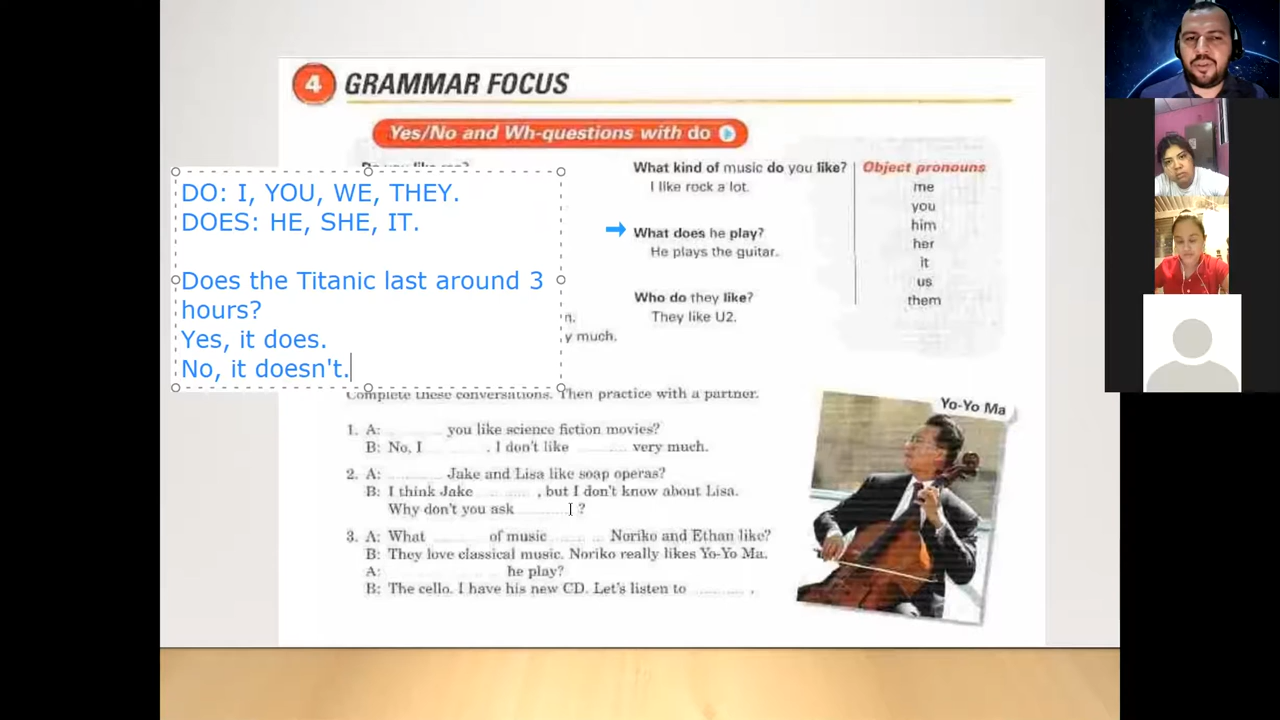 4 GRAMMAR FOCUS
Yes/No and Wh-questions with do
DO: I, YOU, WE, THEY.
DOES: HE, SHE, IT.
Does the Titanic last around 3
hours?
Yes, it does.
No, it doesn't.
n.
y much.
What kind of music do you like?
I like rock a lot.
What does he play?
He plays the guitar.
Who do they like?
They like U2.
Object pronouns
me
you
him
her
it
us
them
Complete these conversations. Then practice with a partner.
1. A: ........ you like science fiction movies?
B: No, I ........ . I don't like ........ very much.
2. A: ........ Jake and Lisa like soap operas?
B: I think Jake ........ , but I don't know about Lisa.
Why don't you ask ........ ?
3. A: What ........ of music ........ Noriko and Ethan like?
B: They love classical music. Noriko really likes Yo-Yo Ma.
A: ........ he play?
B: The cello. I have his new CD. Let's listen to ........ .
Yo-Yo Ma